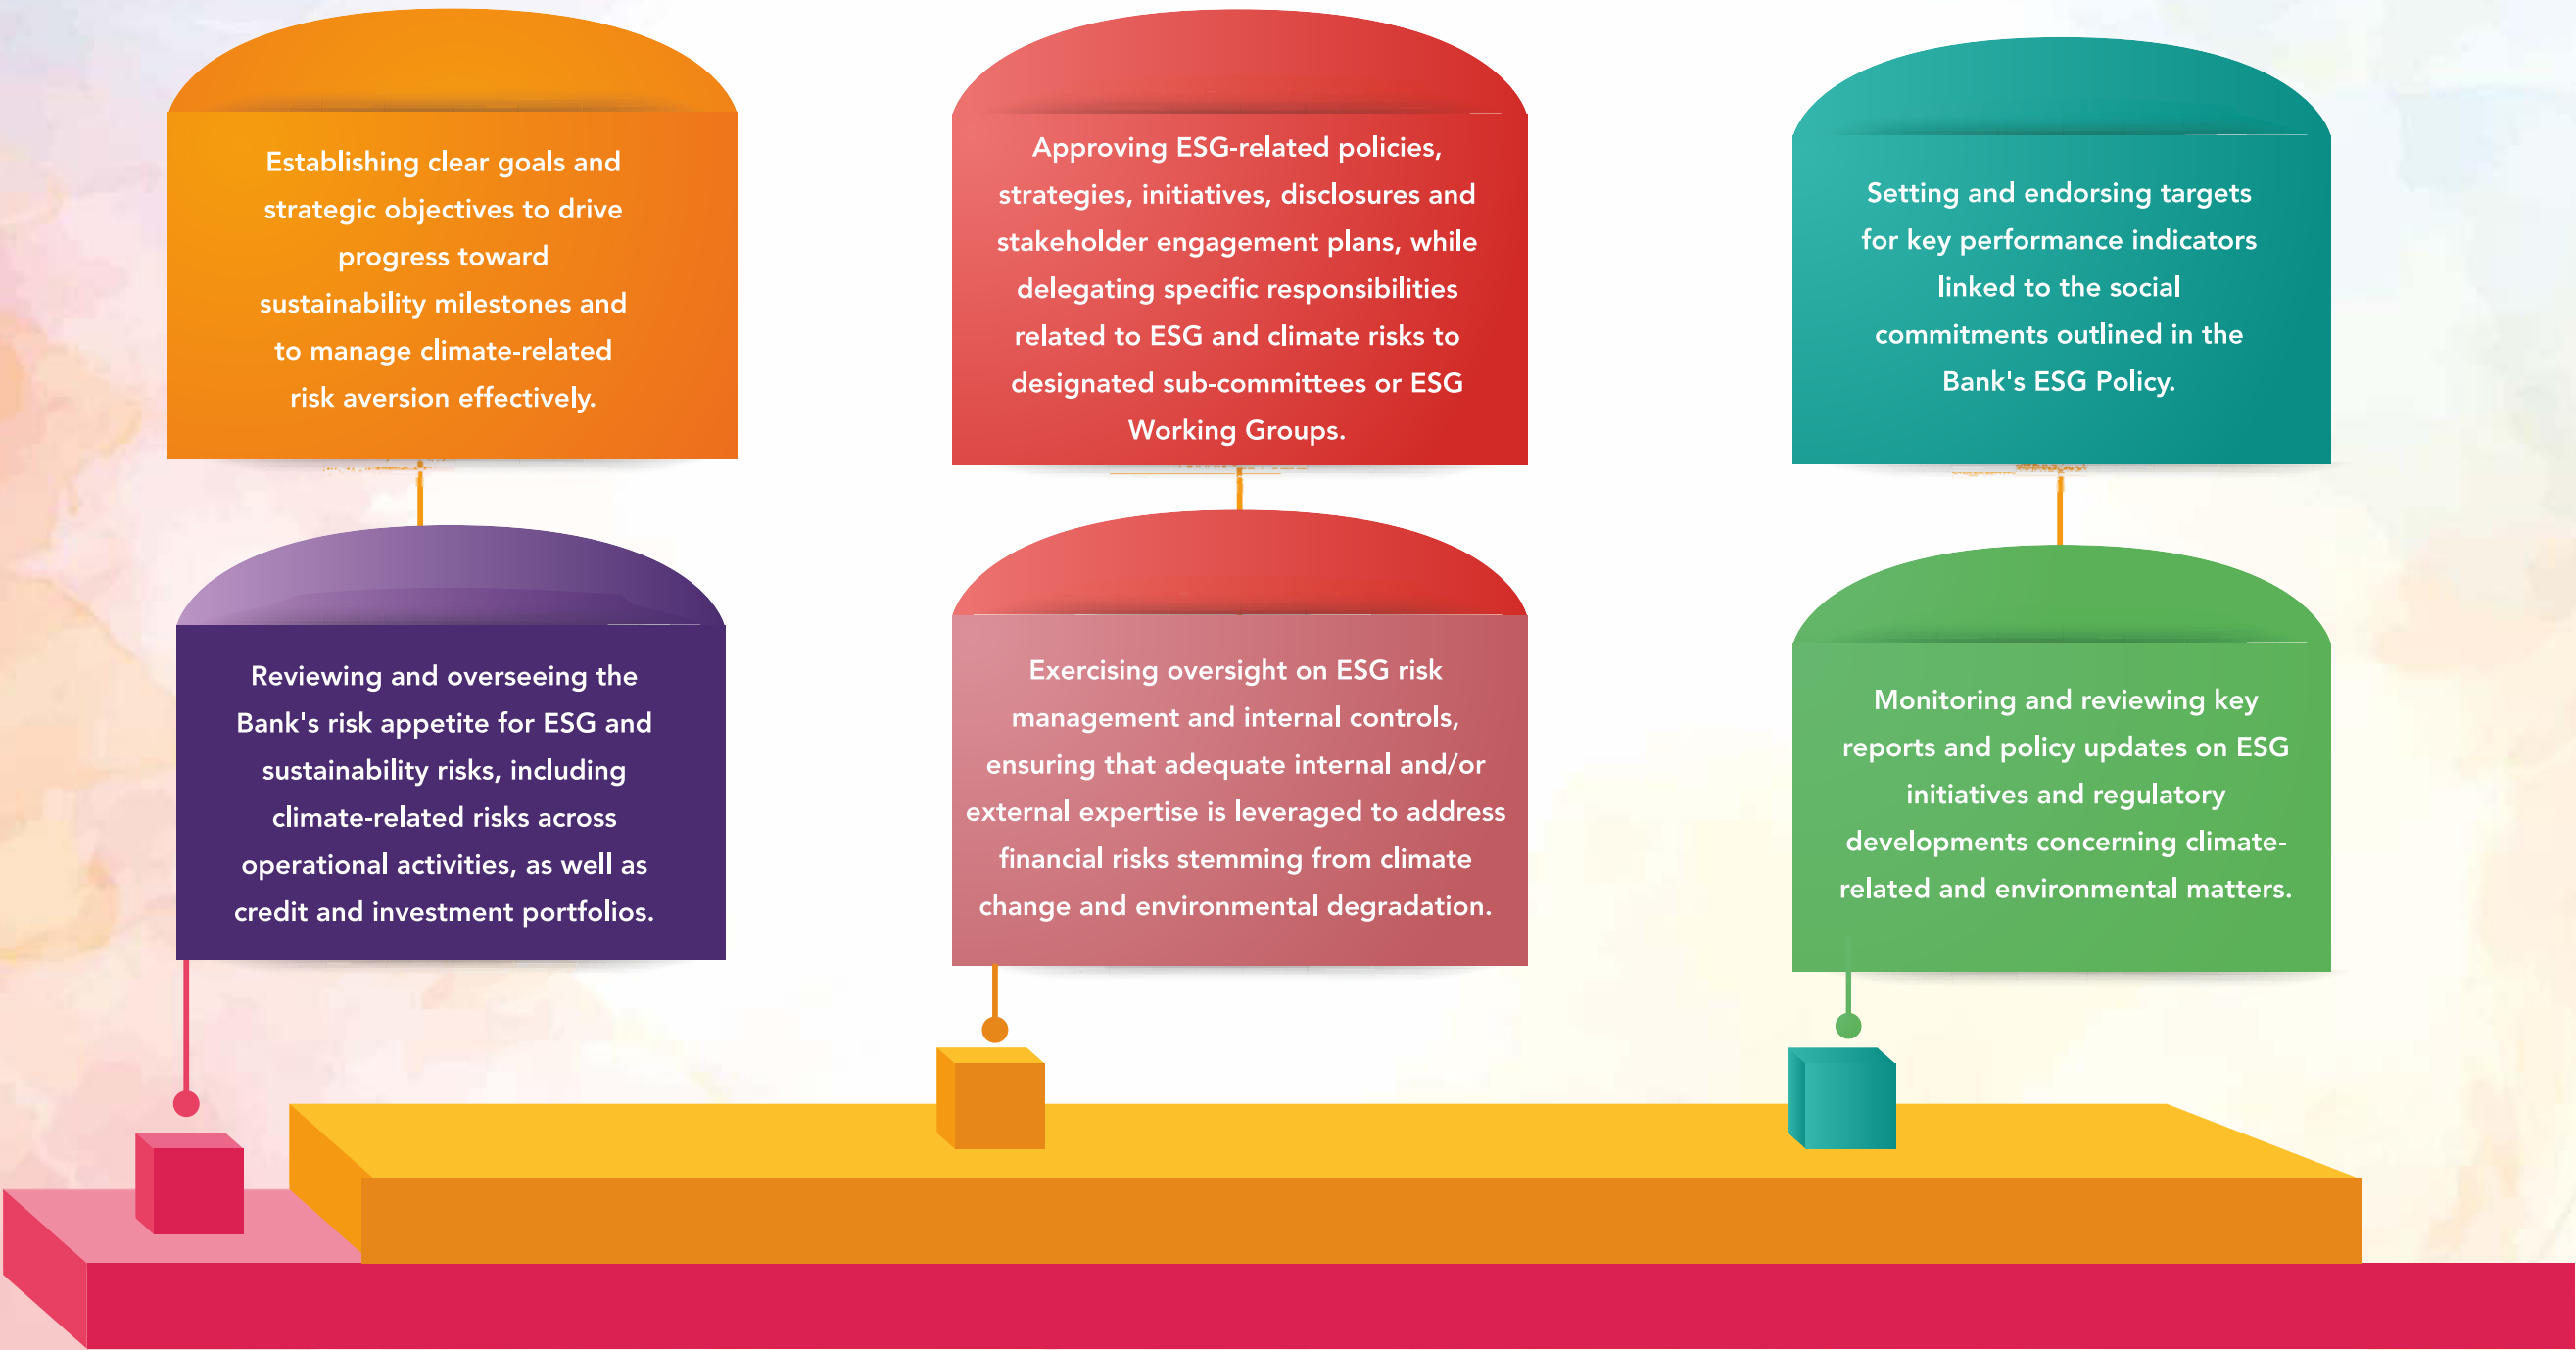 Establishing clear goals and
strategic objectives to drive
progress toward
sustainability milestones and
to manage climate-related
risk aversion effectively.
Approving ESG-related policies,
strategies, initiatives, disclosures and
stakeholder engagement plans, while
delegating specific responsibilities
related to ESG and climate risks to
designated sub-committees or ESG
Working Groups.
Setting and endorsing targets
for key performance indicators
linked to the social
commitments outlined in the
Bank's ESG Policy.
Reviewing and overseeing the
Bank's risk appetite for ESG and
sustainability risks, including
climate-related risks across
operational activities, as well as
credit and investment portfolios.
Exercising oversight on ESG risk
management and internal controls,
ensuring that adequate internal and/or
external expertise is leveraged to address
financial risks stemming from climate
change and environmental degradation.
Monitoring and reviewing key
reports and policy updates on ESG
initiatives and regulatory
developments concerning climate-
related and environmental matters.